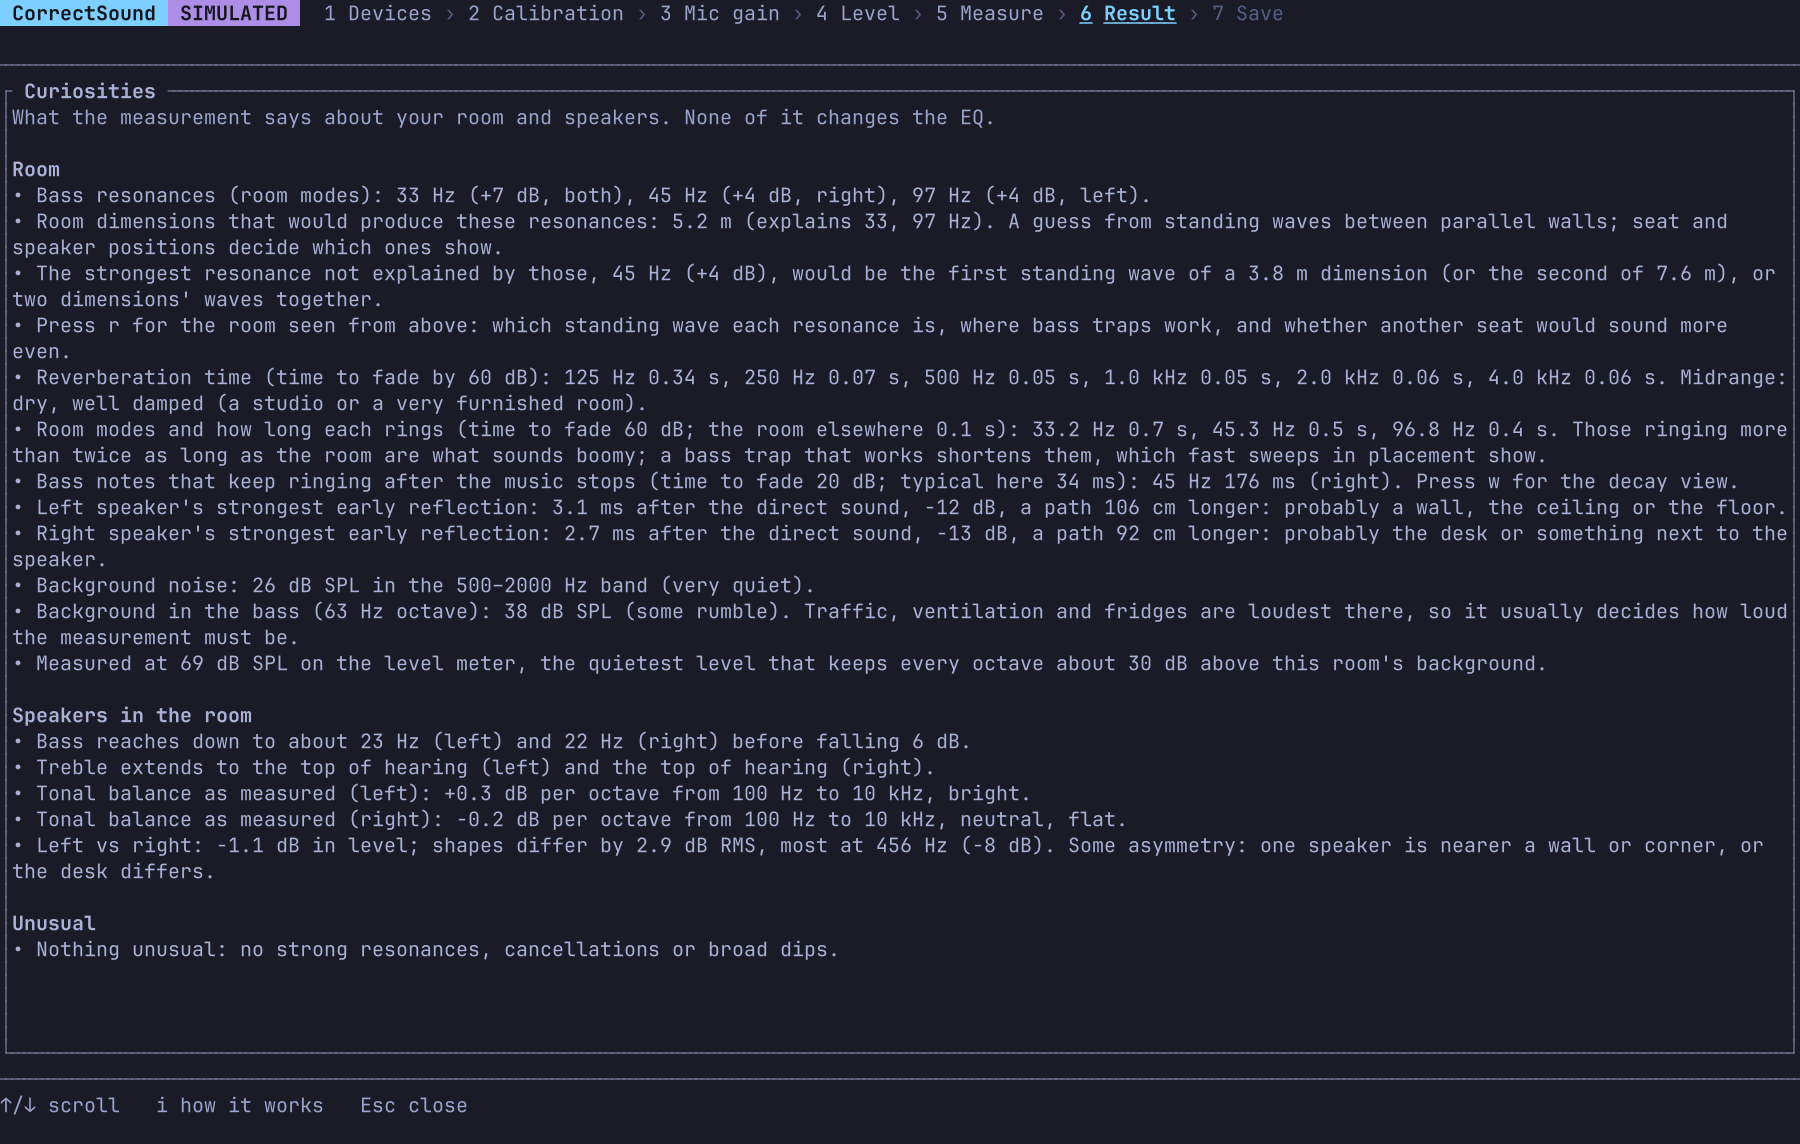 CorrectSound SIMULATED 1 Devices › 2 Calibration › 3 Mic gain › 4 Level › 5 Measure › 6 Result › 7 Save
Curiosities
What the measurement says about your room and speakers. None of it changes the EQ.
Room
• Bass resonances (room modes): 33 Hz (+7 dB, both), 45 Hz (+4 dB, right), 97 Hz (+4 dB, left).
• Room dimensions that would produce these resonances: 5.2 m (explains 33, 97 Hz). A guess from standing waves between parallel walls; seat and
speaker positions decide which ones show.
• The strongest resonance not explained by those, 45 Hz (+4 dB), would be the first standing wave of a 3.8 m dimension (or the second of 7.6 m), or
two dimensions' waves together.
• Press r for the room seen from above: which standing wave each resonance is, where bass traps work, and whether another seat would sound more
even.
• Reverberation time (time to fade by 60 dB): 125 Hz 0.34 s, 250 Hz 0.07 s, 500 Hz 0.05 s, 1.0 kHz 0.05 s, 2.0 kHz 0.06 s, 4.0 kHz 0.06 s. Midrange:
dry, well damped (a studio or a very furnished room).
• Room modes and how long each rings (time to fade 60 dB; the room elsewhere 0.1 s): 33.2 Hz 0.7 s, 45.3 Hz 0.5 s, 96.8 Hz 0.4 s. Those ringing more
than twice as long as the room are what sounds boomy; a bass trap that works shortens them, which fast sweeps in placement show.
• Bass notes that keep ringing after the music stops (time to fade 20 dB; typical here 34 ms): 45 Hz 176 ms (right). Press w for the decay view.
• Left speaker's strongest early reflection: 3.1 ms after the direct sound, -12 dB, a path 106 cm longer: probably a wall, the ceiling or the floor.
• Right speaker's strongest early reflection: 2.7 ms after the direct sound, -13 dB, a path 92 cm longer: probably the desk or something next to the
speaker.
• Background noise: 26 dB SPL in the 500–2000 Hz band (very quiet).
• Background in the bass (63 Hz octave): 38 dB SPL (some rumble). Traffic, ventilation and fridges are loudest there, so it usually decides how loud
the measurement must be.
• Measured at 69 dB SPL on the level meter, the quietest level that keeps every octave about 30 dB above this room's background.
Speakers in the room
• Bass reaches down to about 23 Hz (left) and 22 Hz (right) before falling 6 dB.
• Treble extends to the top of hearing (left) and the top of hearing (right).
• Tonal balance as measured (left): +0.3 dB per octave from 100 Hz to 10 kHz, bright.
• Tonal balance as measured (right): -0.2 dB per octave from 100 Hz to 10 kHz, neutral, flat.
• Left vs right: -1.1 dB in level; shapes differ by 2.9 dB RMS, most at 456 Hz (-8 dB). Some asymmetry: one speaker is nearer a wall or corner, or
the desk differs.
Unusual
• Nothing unusual: no strong resonances, cancellations or broad dips.
↑/↓ scroll i how it works Esc close